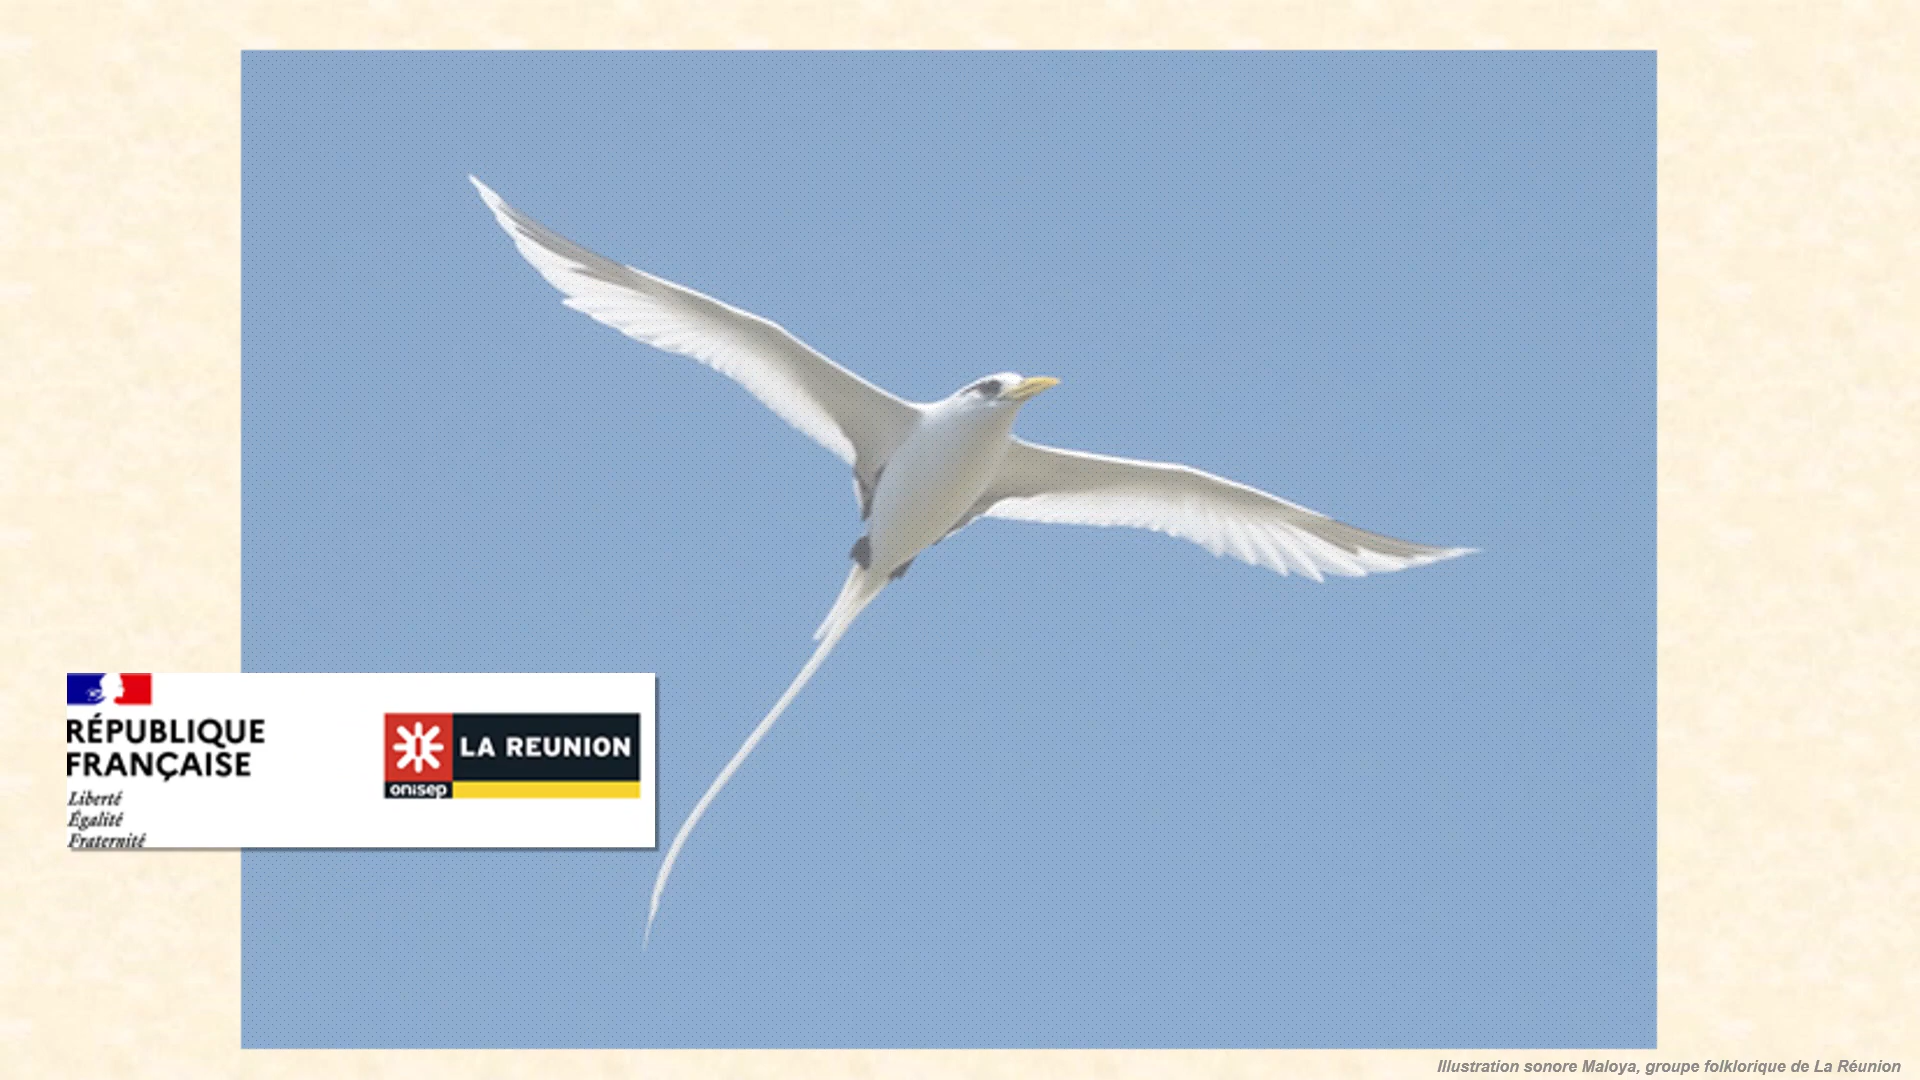 RÉPUBLIQUE
FRANÇAISE
Liberté
Égalité
Fraternité
LA REUNION
onisep
Illustration sonore Maloya, groupe folklorique de La Réunion